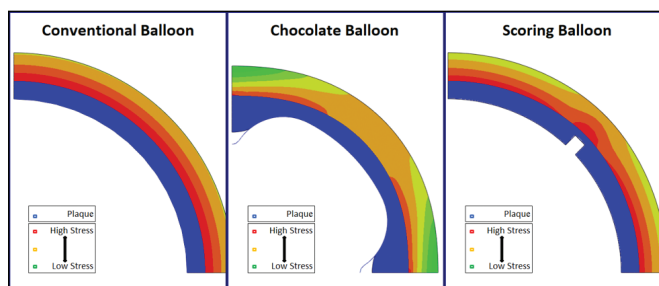 Conventional Balloon
Plaque
High Stress
Low Stress
Chocolate Balloon
Plaque
High Stress
Low Stress
Scoring Balloon
Plaque
High Stress
Low Stress